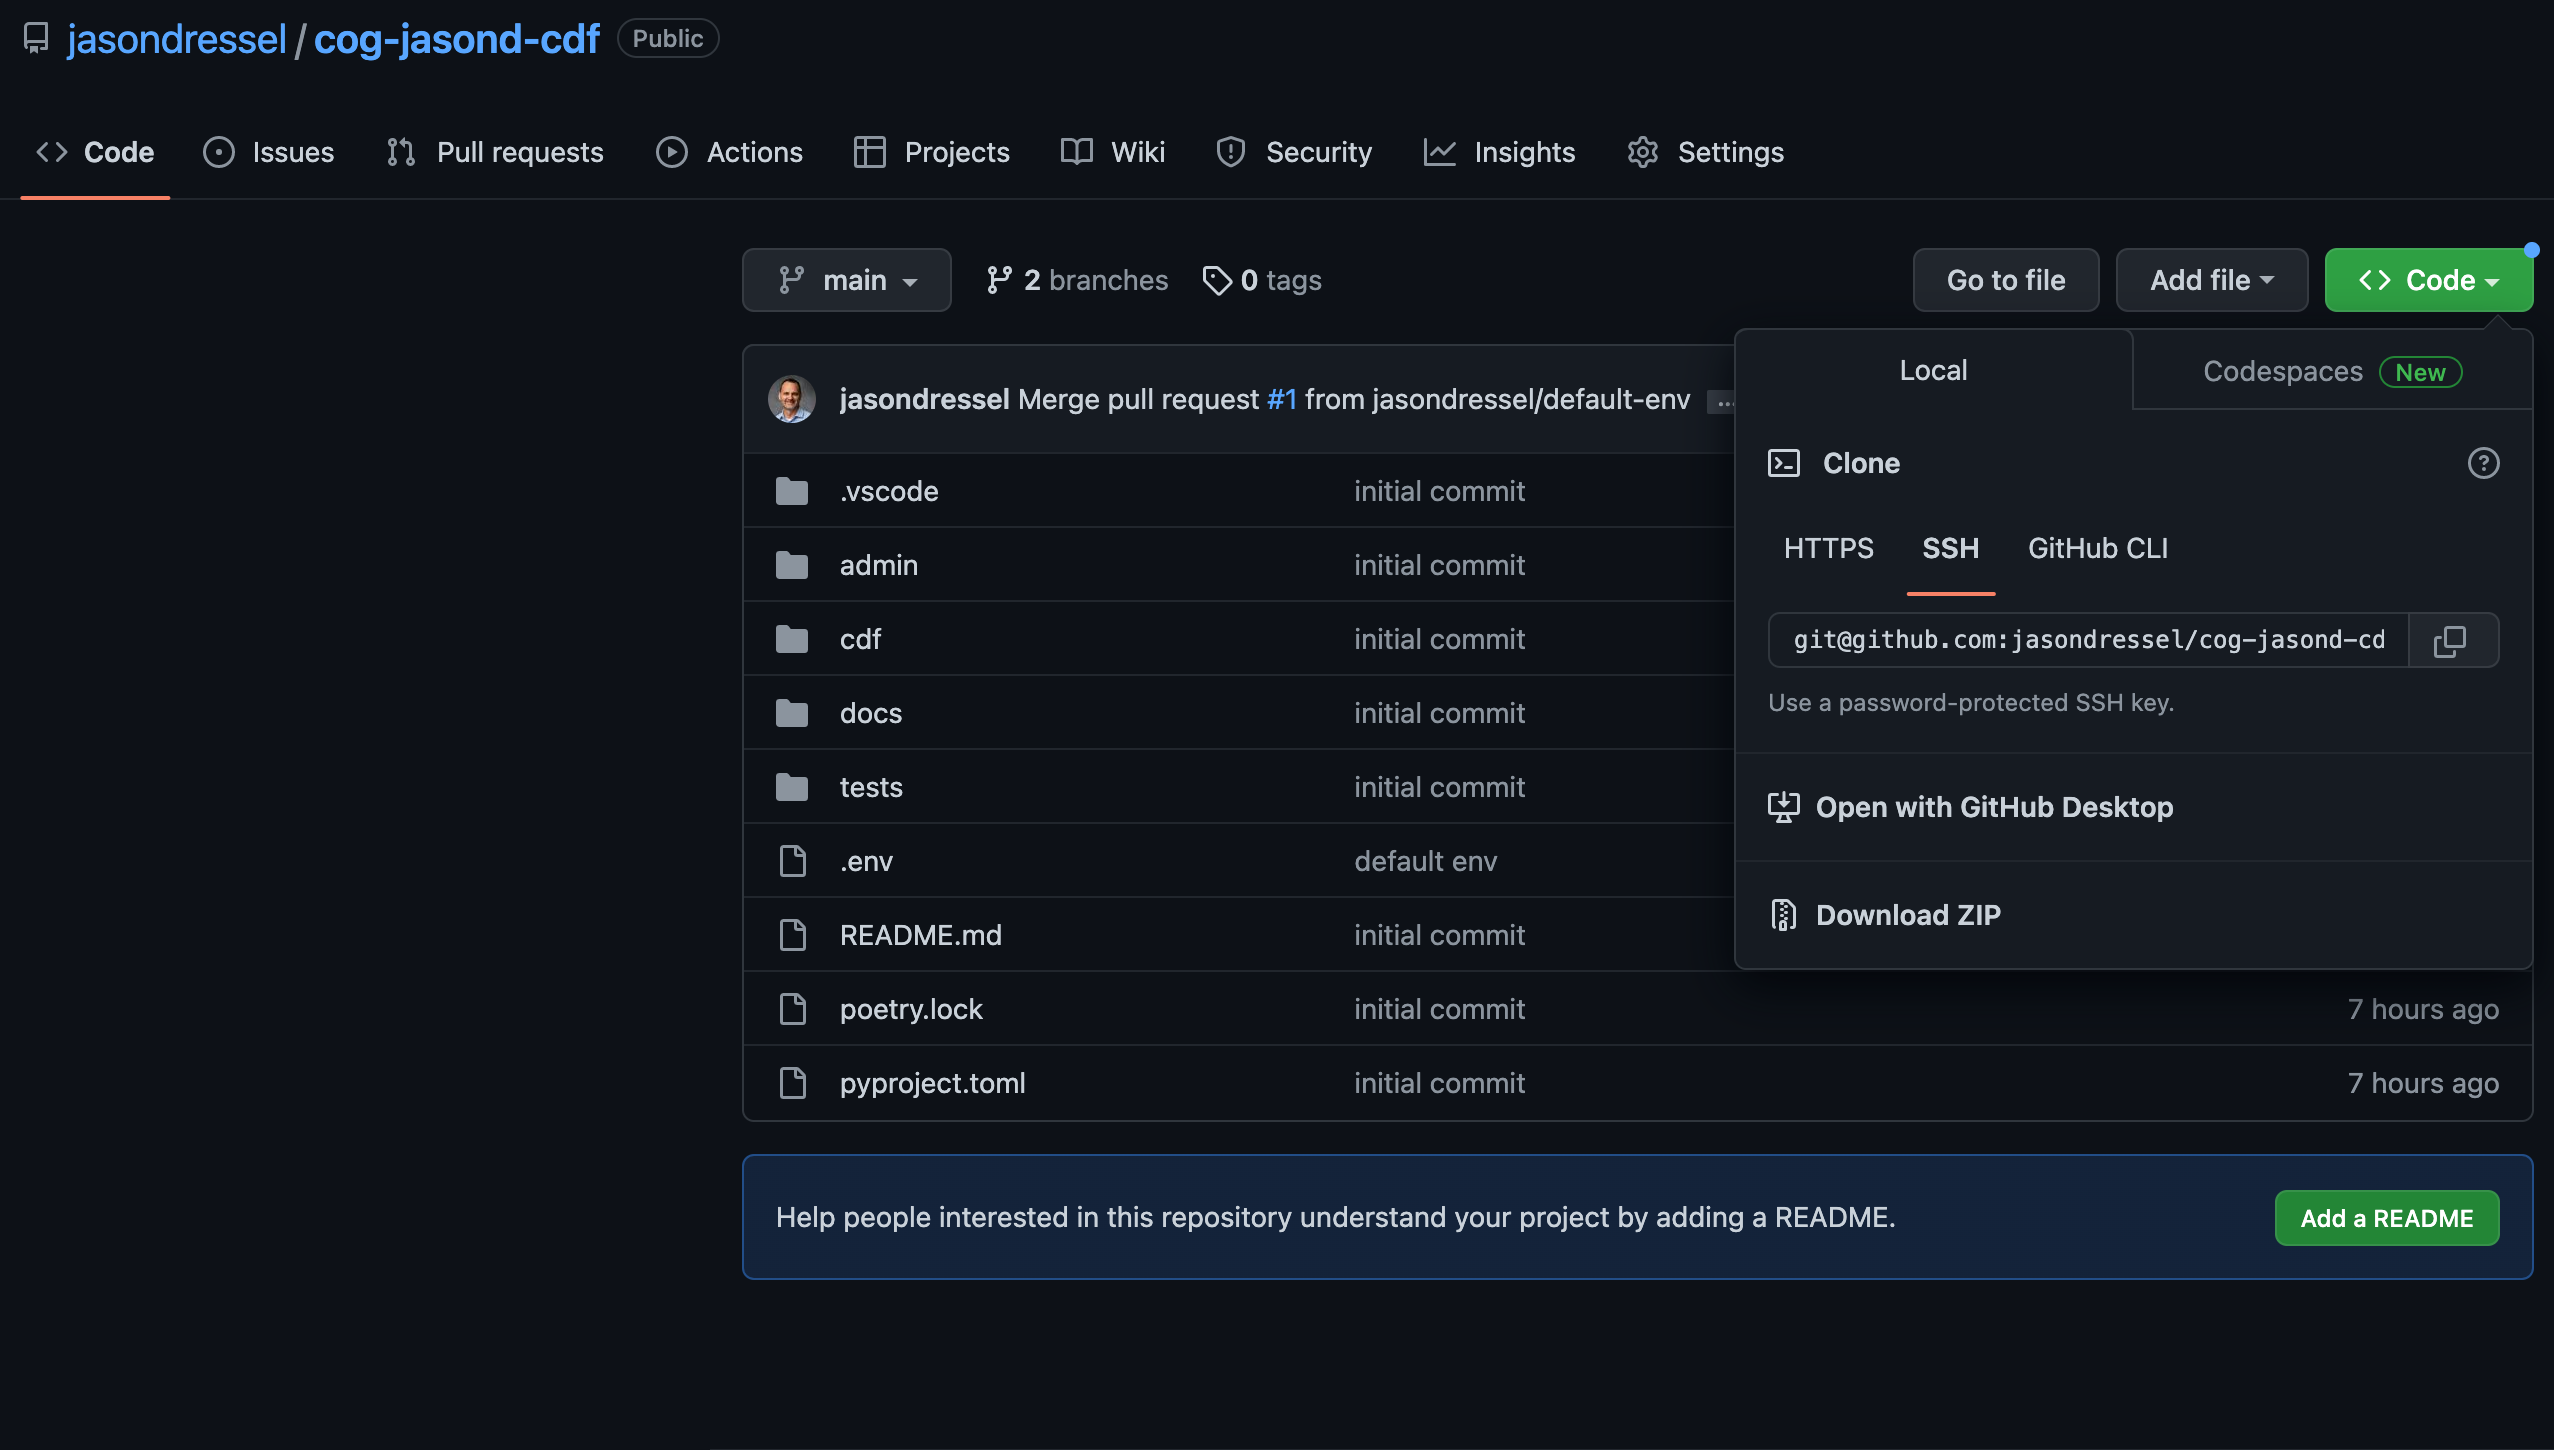 jasondressel / cog-jasond-cdf Public
Code Issues Pull requests Actions Projects Wiki Security Insights Settings
main 2 branches 0 tags Go to file Add file Code
jasondressel Merge pull request #1 from jasondressel/default-env ...
.vscode initial commit
admin initial commit
cdf initial commit
docs initial commit
tests initial commit
.env default env
README.md initial commit
poetry.lock initial commit 7 hours ago
pyproject.toml initial commit 7 hours ago
Local Codespaces New
Clone
HTTPS SSH GitHub CLI
git@github.com:jasondressel/cog-jasond-cd
Use a password-protected SSH key.
Open with GitHub Desktop
Download ZIP
Help people interested in this repository understand your project by adding a README. Add a README